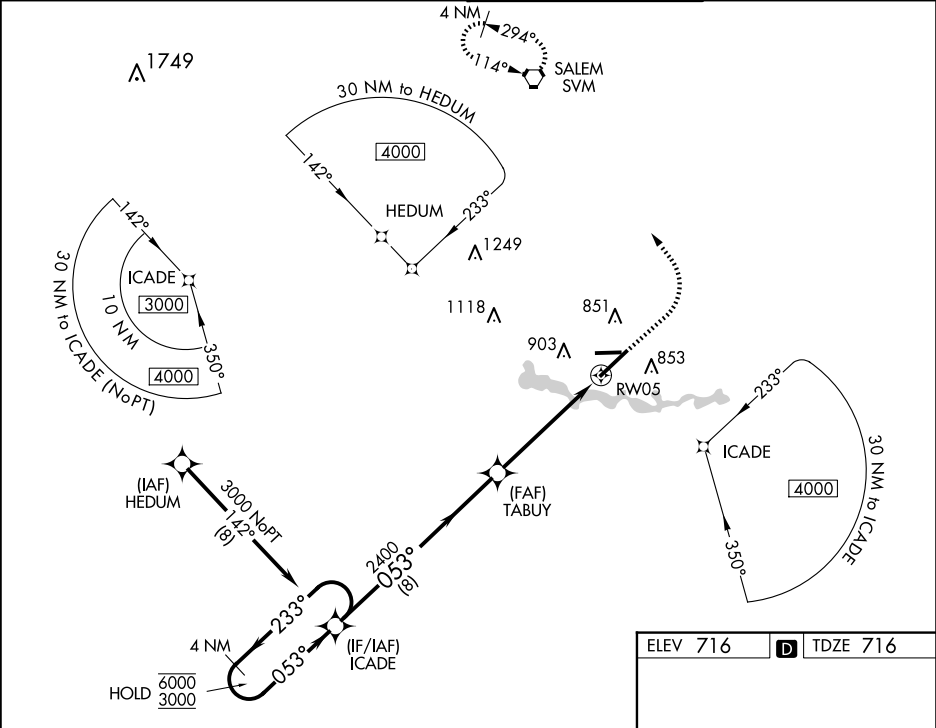 4 NM
294°
114°
SALEM
SVM
1749
30 NM to HEDUM
4000
142°
233°
HEDUM
1249
142°
ICADE
3000
10 NM
30 NM to ICADE (NoPT)
4000
350°
1118
851
903
853
RW05
233°
ICADE
4000
30 NM to ICADE
350°
(IAF)
HEDUM
3000 NoPT
142°
(8)
(FAF)
TABUY
2400
053°
(8)
233°
4 NM
053°
(IF/IAF)
ICADE
HOLD 6000
3000
ELEV 716 D TDZE 716